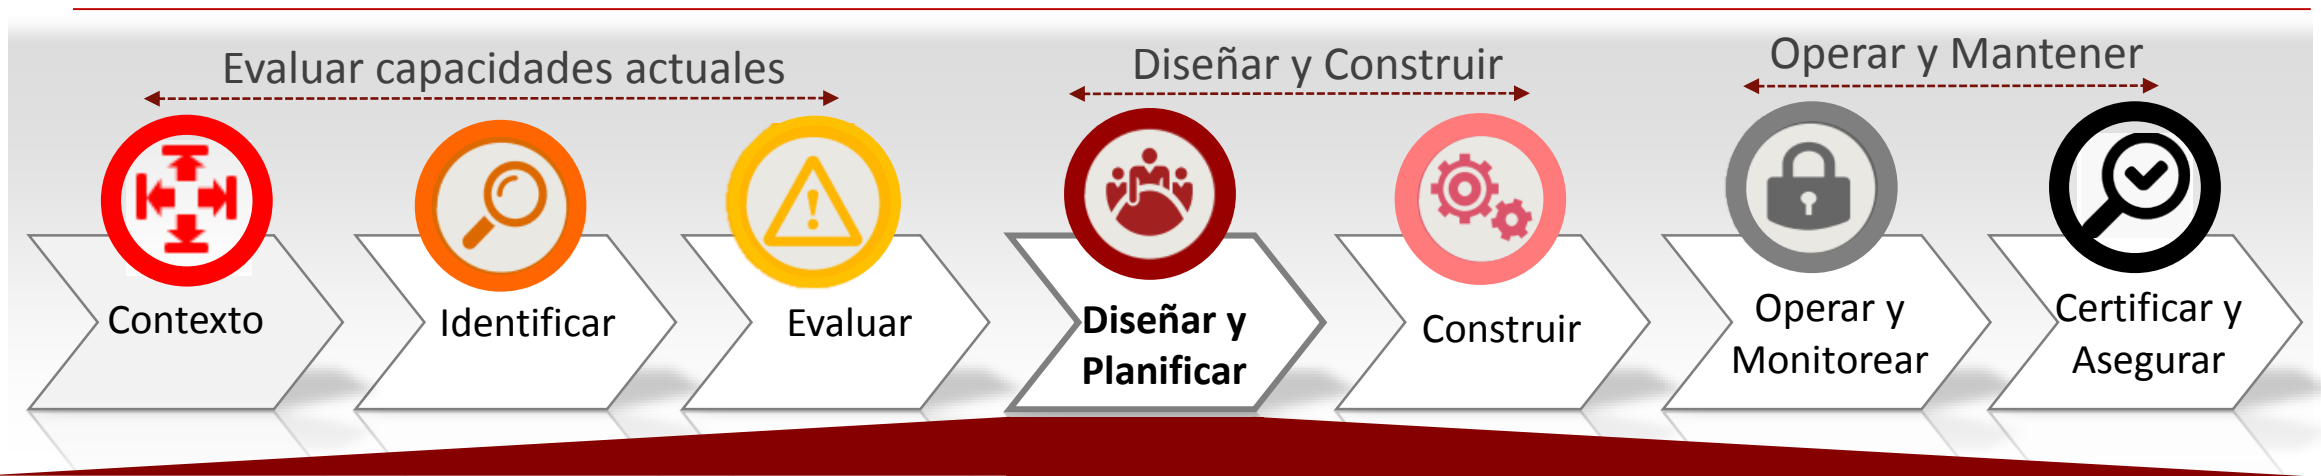 Evaluar capacidades actuales
Diseñar y Construir
Operar y Mantener
Contexto
Identificar
Evaluar
Diseñar y
Planificar
Construir
Operar y
Monitorear
Certificar y
Asegurar